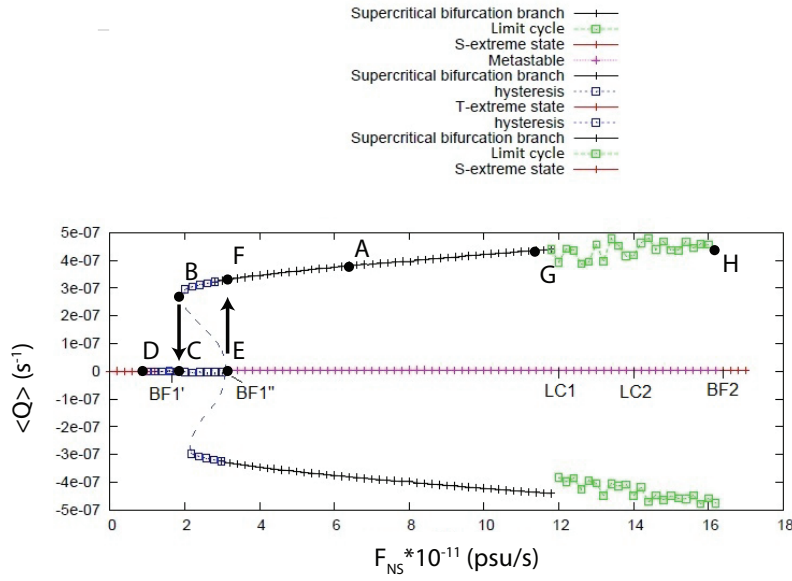 Supercritical bifurcation branch
Limit cycle
S-extreme state
Metastable
Supercritical bifurcation branch
hysteresis
T-extreme state
hysteresis
Supercritical bifurcation branch
Limit cycle
S-extreme state
5e-07
4e-07
3e-07
2e-07
1e-07
0
-1e-07
-2e-07
-3e-07
-4e-07
-5e-07
<Q> (s⁻¹)
A
B
F
G
H
D
C
E
BF1'
BF1"
LC1
LC2
BF2
0 2 4 6 8 10 12 14 16 18
F_NS*10⁻¹¹ (psu/s)